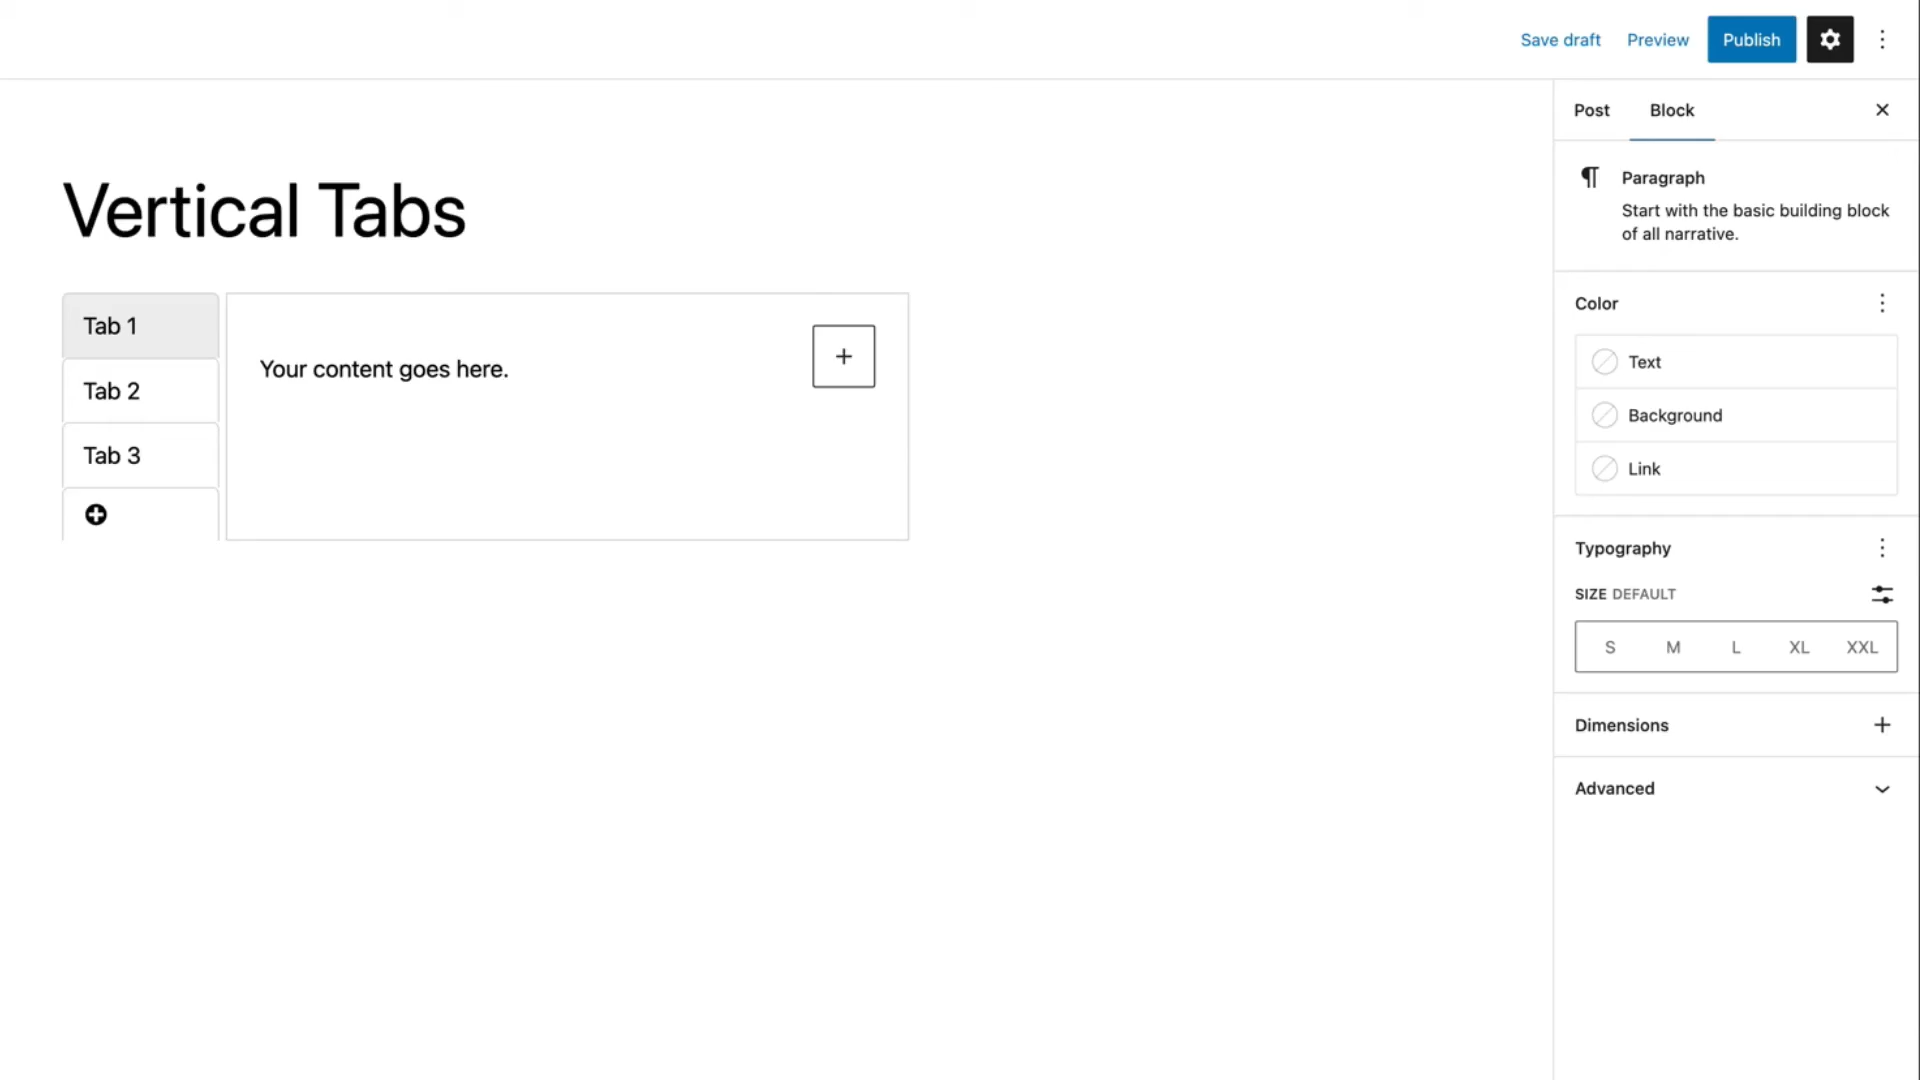 Save draft
Preview
Publish
Post
Block
Paragraph
Start with the basic building block
of all narrative.
Vertical Tabs
Tab 1
Tab 2
Tab 3
Your content goes here.
Color
Text
Background
Link
Typography
SIZE DEFAULT
S M L XL XXL
Dimensions
Advanced